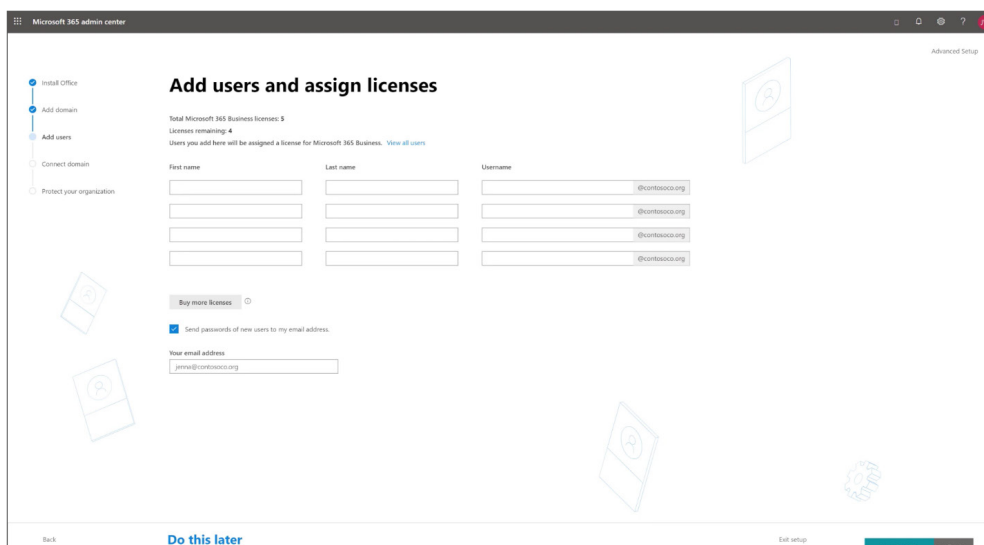 Microsoft 365 admin center
?
Advanced Setup
Install Office
Add domain
Add users
Connect domain
Protect your organization
Add users and assign licenses
Total Microsoft 365 Business licenses: 5
Licenses remaining: 4
Users you add here will be assigned a license for Microsoft 365 Business. View all users
First name Last name Username
@contosoco.org
@contosoco.org
@contosoco.org
@contosoco.org
Buy more licenses
Send passwords of new users to my email address.
Your email address
jenna@contosoco.org
Back Do this later Exit setup